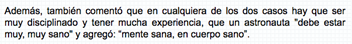 Además, también comentó que en cualquiera de los dos casos hay que ser
muy disciplinado y tener mucha experiencia, que un astronauta "debe estar
muy, muy sano" y agregó: "mente sana, en cuerpo sano".